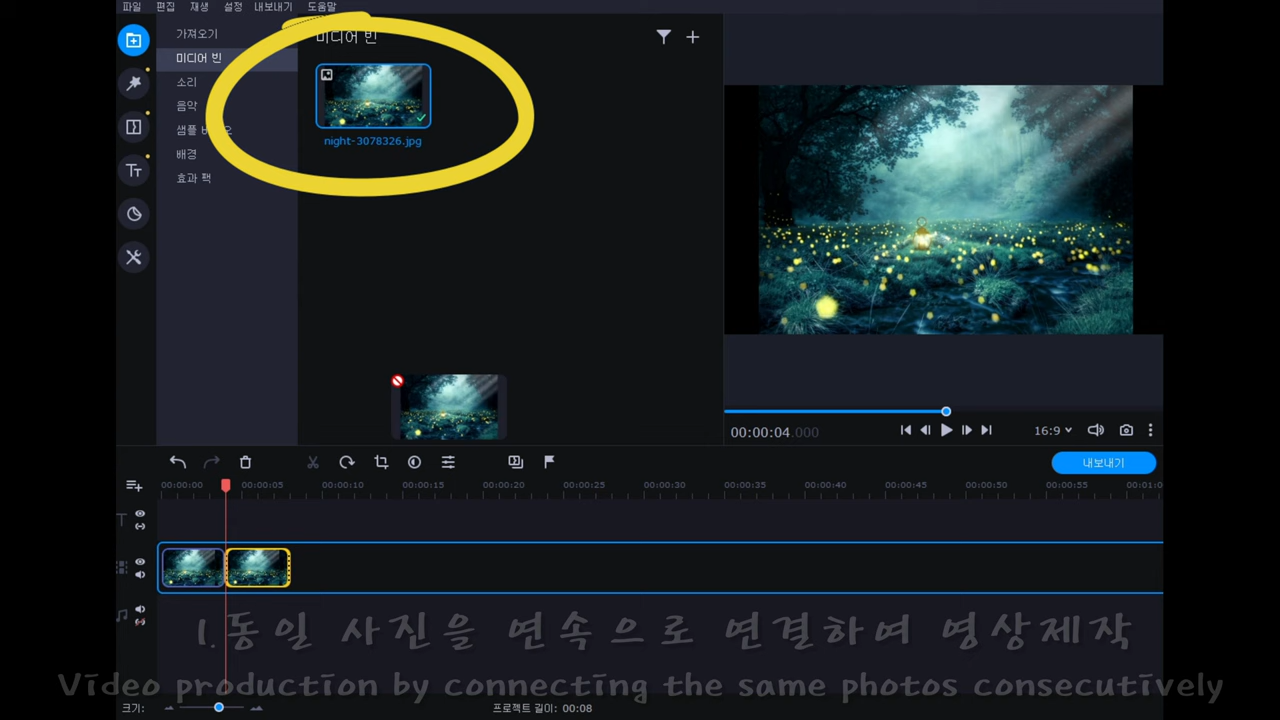 파일 편집 재생 설정 내보내기 도움말
가져오기
미디어 빈
소리
음악
샘플
배경
효과 팩
미디어 빈
night-3078326.jpg
00:00:04.000
16:9
내보내기
00:00:00 00:00:05 00:00:10 00:00:15 00:00:20 00:00:25 00:00:30 00:00:35 00:00:40 00:00:45 00:00:50 00:00:55
1.동일 사진을 연속으로 연결하여 영상제작
Video production by connecting the same photos consecutively
크기:
프로젝트 길이: 00:08